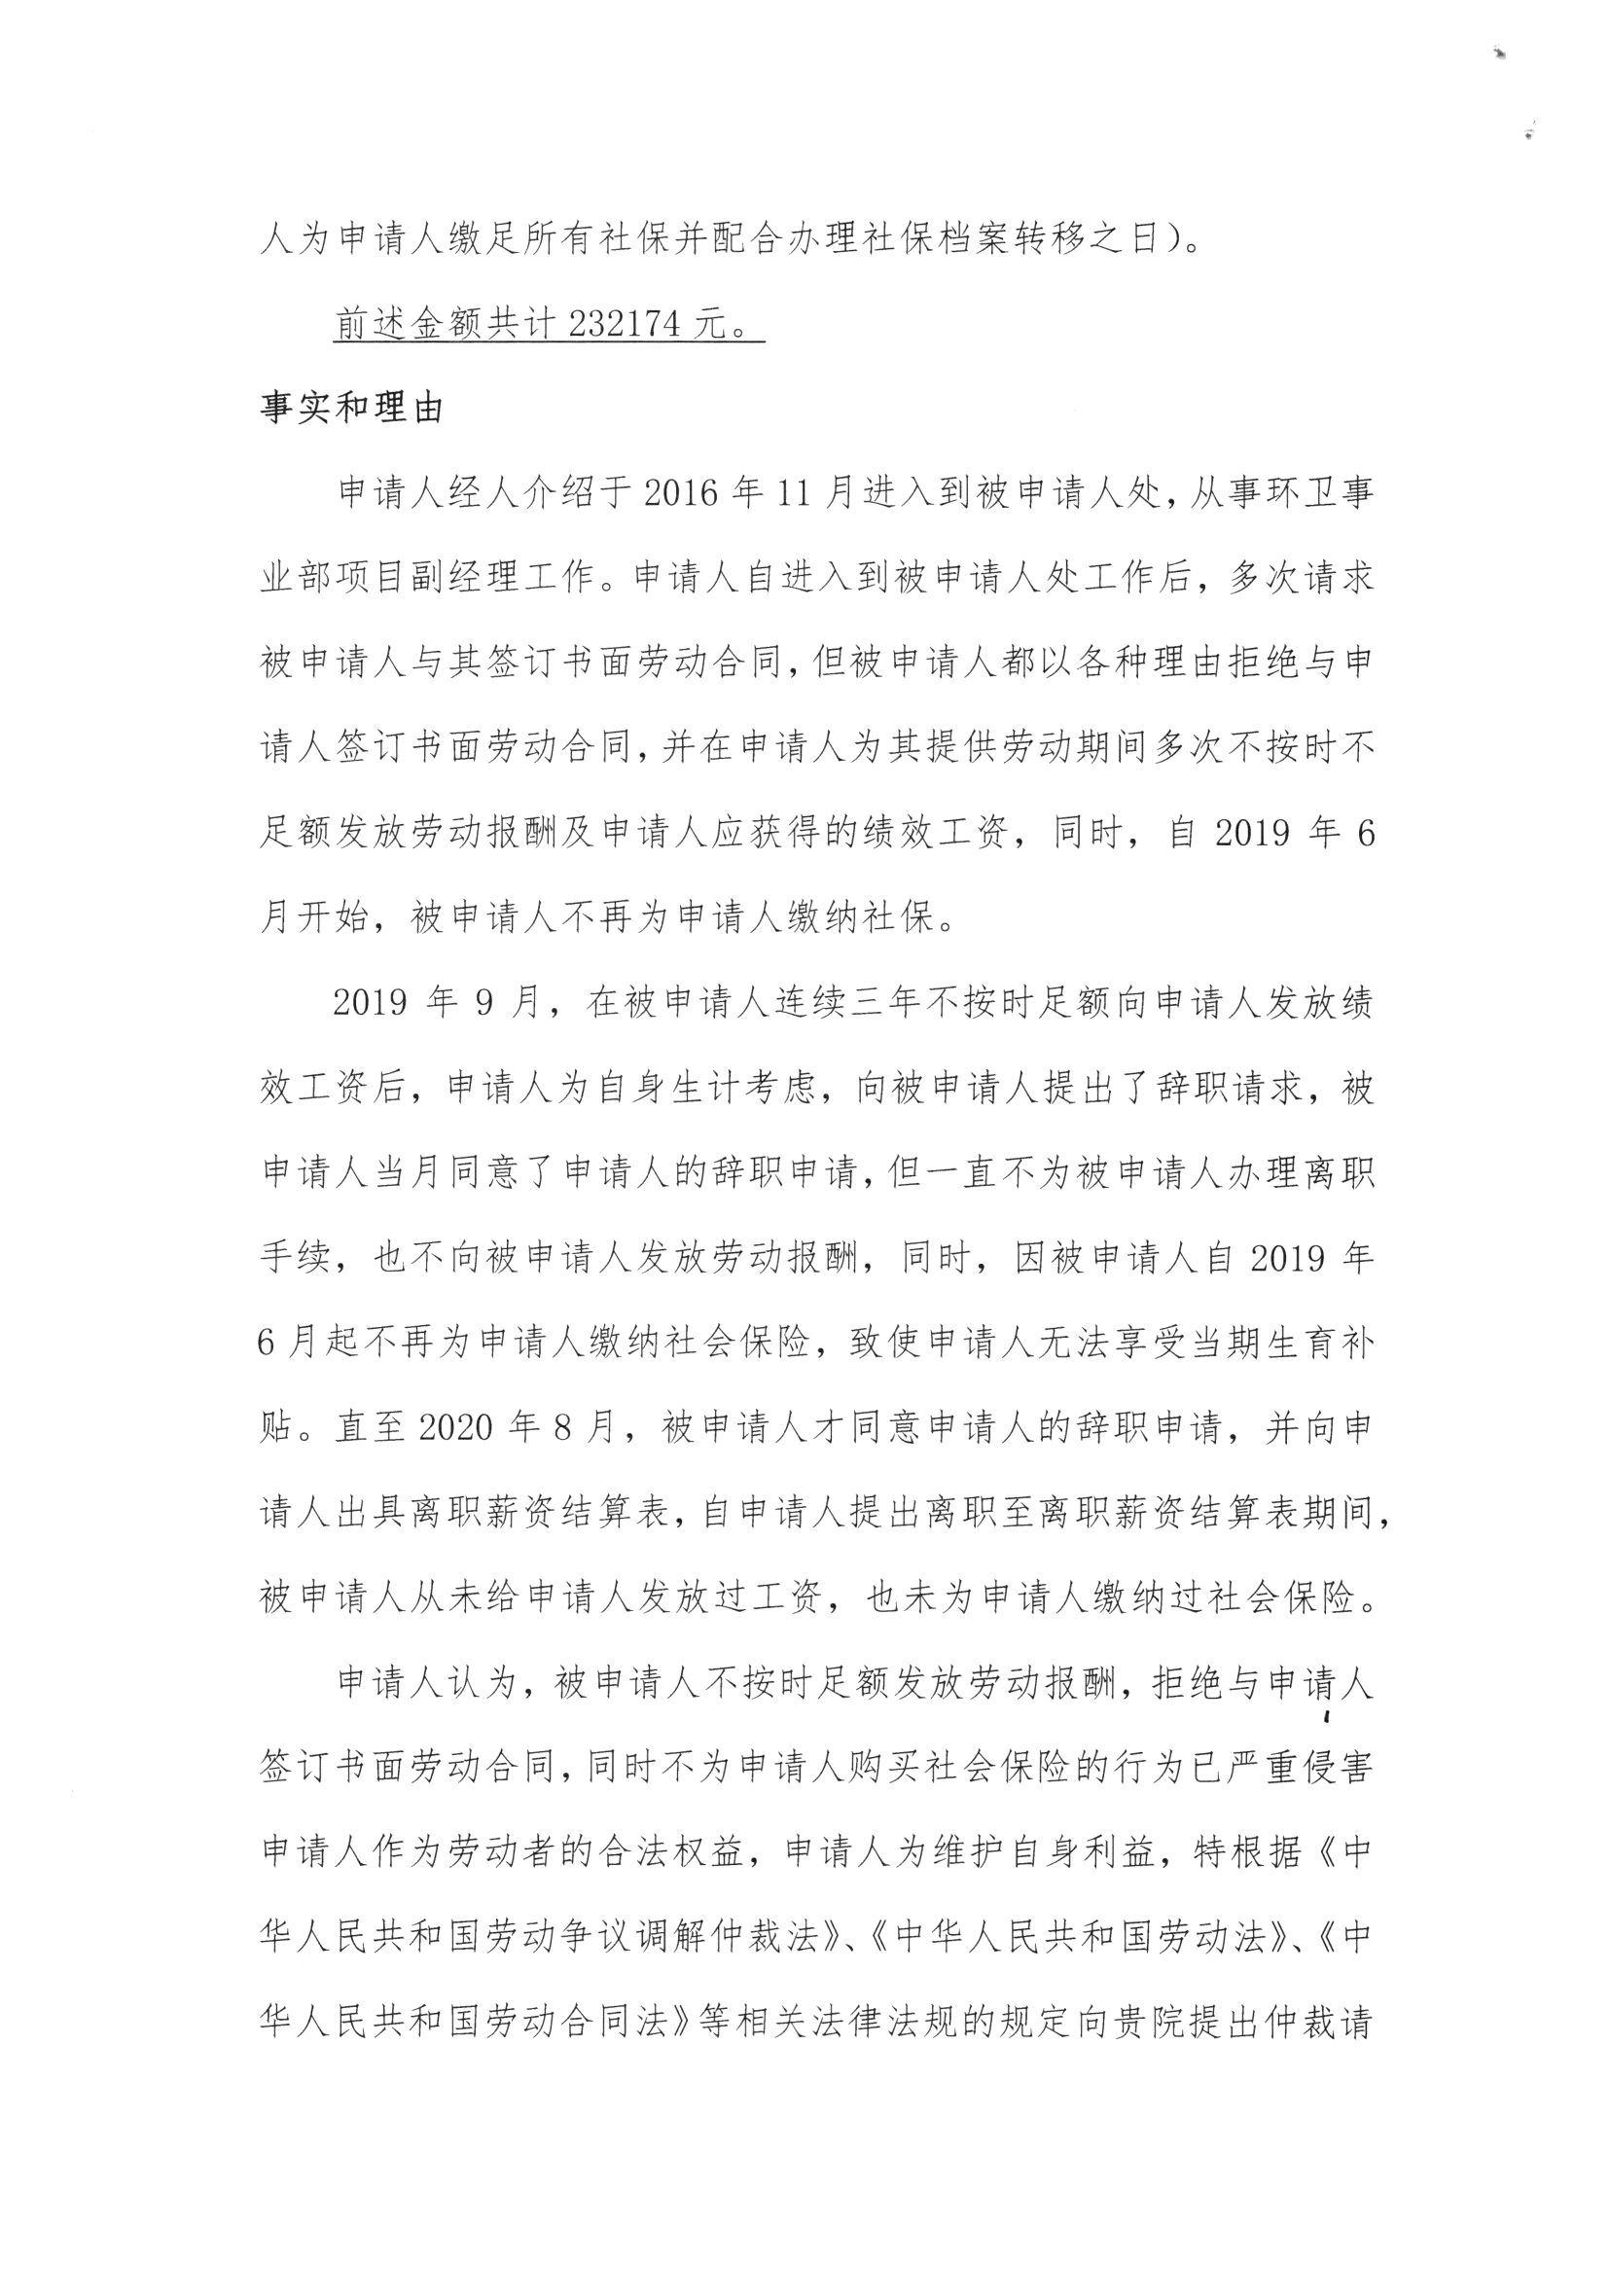 人为申请人缴足所有社保并配合办理社保档案转移之日）。
前述金额共计 232174 元。
事实和理由
申请人经人介绍于 2016 年 11 月进入到被申请人处，从事环卫事
业部项目副经理工作。申请人自进入到被申请人处工作后，多次请求
被申请人与其签订书面劳动合同，但被申请人都以各种理由拒绝与申
请人签订书面劳动合同，并在申请人为其提供劳动期间多次不按时不
足额发放劳动报酬及申请人应获得的绩效工资，同时，自 2019 年 6
月开始，被申请人不再为申请人缴纳社保。
2019 年 9 月，在被申请人连续三年不按时足额向申请人发放绩
效工资后，申请人为自身生计考虑，向被申请人提出了辞职请求，被
申请人当月同意了申请人的辞职申请，但一直不为被申请人办理离职
手续，也不向被申请人发放劳动报酬，同时，因被申请人自 2019 年
6 月起不再为申请人缴纳社会保险，致使申请人无法享受当期生育补
贴。直至 2020 年 8 月，被申请人才同意申请人的辞职申请，并向申
请人出具离职薪资结算表，自申请人提出离职至离职薪资结算表期间，
被申请人从未给申请人发放过工资，也未为申请人缴纳过社会保险。
申请人认为，被申请人不按时足额发放劳动报酬，拒绝与申请人
签订书面劳动合同，同时不为申请人购买社会保险的行为已严重侵害
申请人作为劳动者的合法权益，申请人为维护自身利益，特根据《中
华人民共和国劳动争议调解仲裁法》、《中华人民共和国劳动法》、《中
华人民共和国劳动合同法》等相关法律法规的规定向贵院提出仲裁请